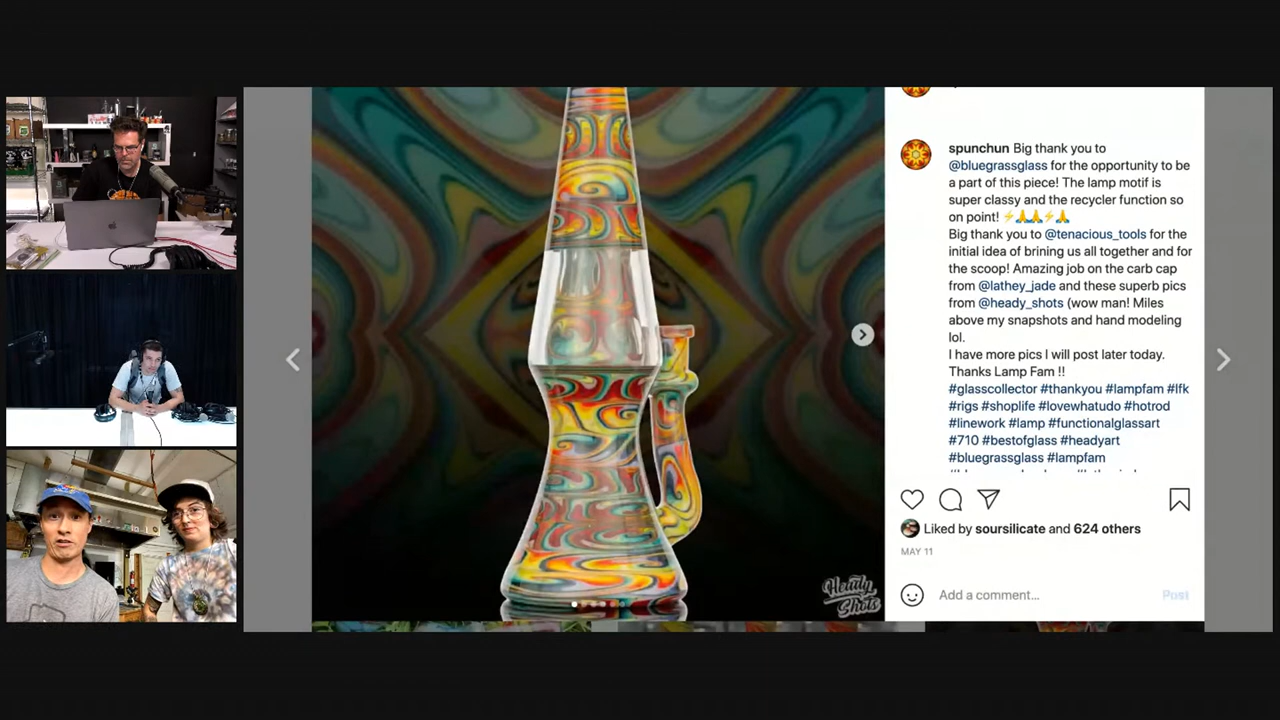 spunchun Big thank you to
@bluegrassglass for the opportunity to be
a part of this piece! The lamp motif is
super classy and the recycler function so
on point! ⚡🙏🙏⚡🙏
Big thank you to @tenacious_tools for the
initial idea of brining us all together and for
the scoop! Amazing job on the carb cap
from @lathey_jade and these superb pics
from @heady_shots (wow man! Miles
above my snapshots and hand modeling
lol.
I have more pics I will post later today.
Thanks Lamp Fam !!
#glasscollector #thankyou #lampfam #lfk
#rigs #shoplife #lovewhatudo #hotrod
#linework #lamp #functionalglassart
#710 #bestofglass #headyart
#bluegrassglass #lampfam
Liked by soursilicate and 624 others
MAY 11
Add a comment...
Post
Heady
Shots